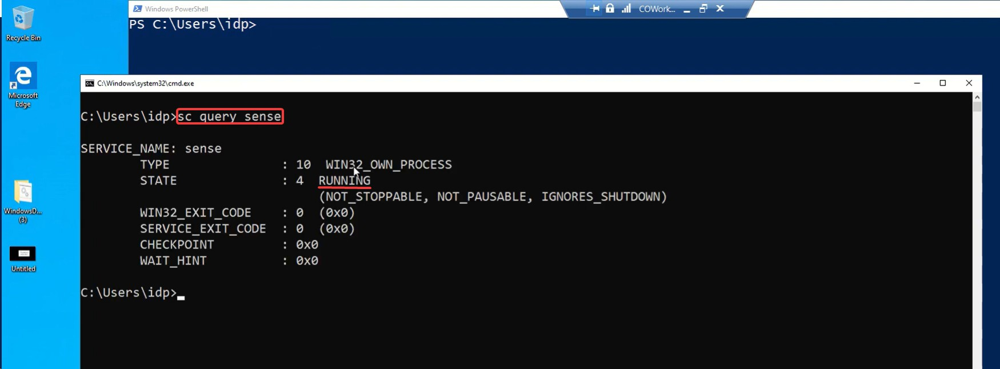 Recycle Bin
Microsoft
Edge
WindowsD...
(3)
Untitled
Windows PowerShell
COWork...
PS C:\Users\idp>
C:\Windows\system32\cmd.exe
C:\Users\idp>sc query sense
SERVICE_NAME: sense
TYPE : 10 WIN32_OWN_PROCESS
STATE : 4 RUNNING
(NOT_STOPPABLE, NOT_PAUSABLE, IGNORES_SHUTDOWN)
WIN32_EXIT_CODE : 0 (0x0)
SERVICE_EXIT_CODE : 0 (0x0)
CHECKPOINT : 0x0
WAIT_HINT : 0x0
C:\Users\idp>